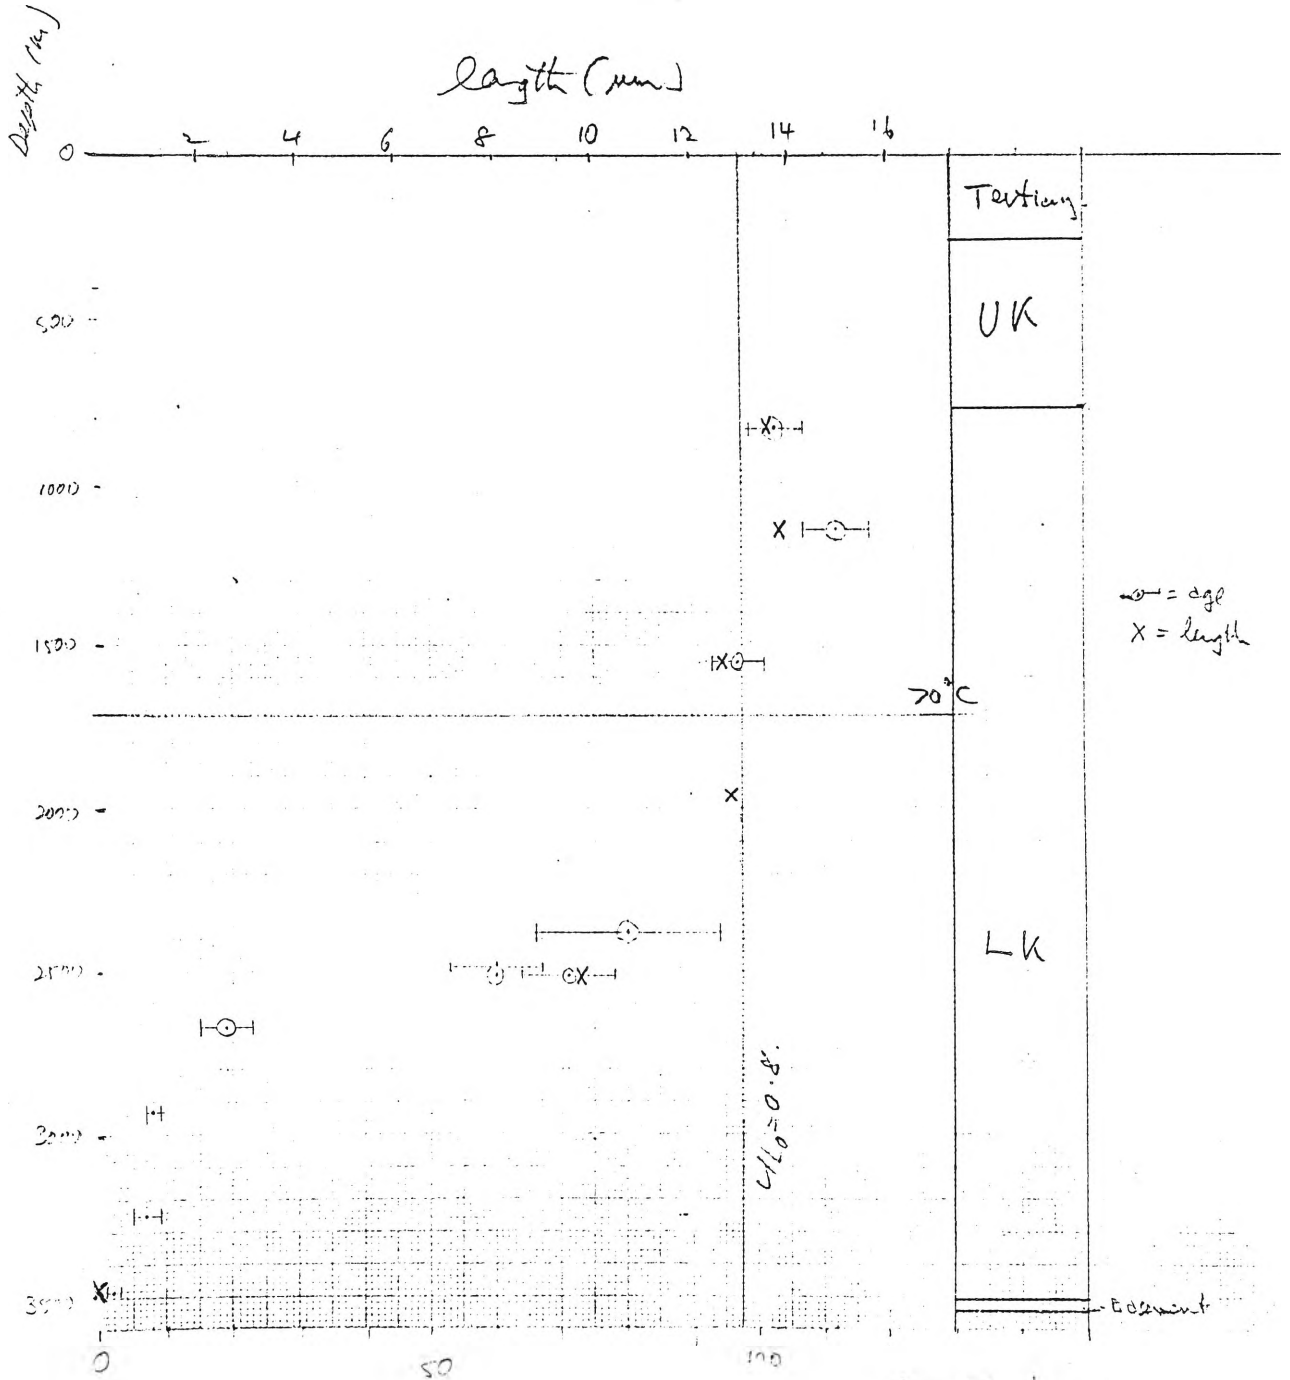 Depth (m)
length (µm)
2 4 6 8 10 12 14 16
0
Tertiary
500
UK
1000
= age
X = length
1500
70°C
2000
LK
2500
L/L₀=0.8.
3000
3500
Basement
0 50 100